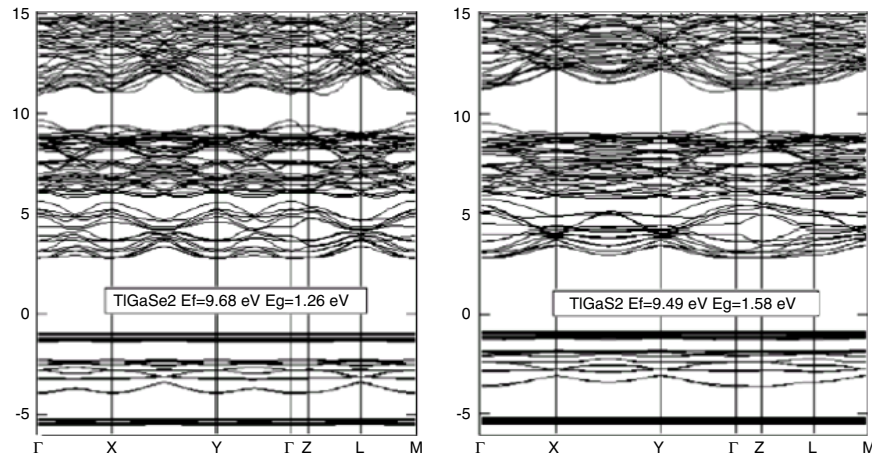 15
10
5
0
-5
TlGaSe2 Ef=9.68 eV Eg=1.26 eV
Γ X Y Γ Z L M
15
10
5
0
-5
TlGaS2 Ef=9.49 eV Eg=1.58 eV
Γ X Y Γ Z L M